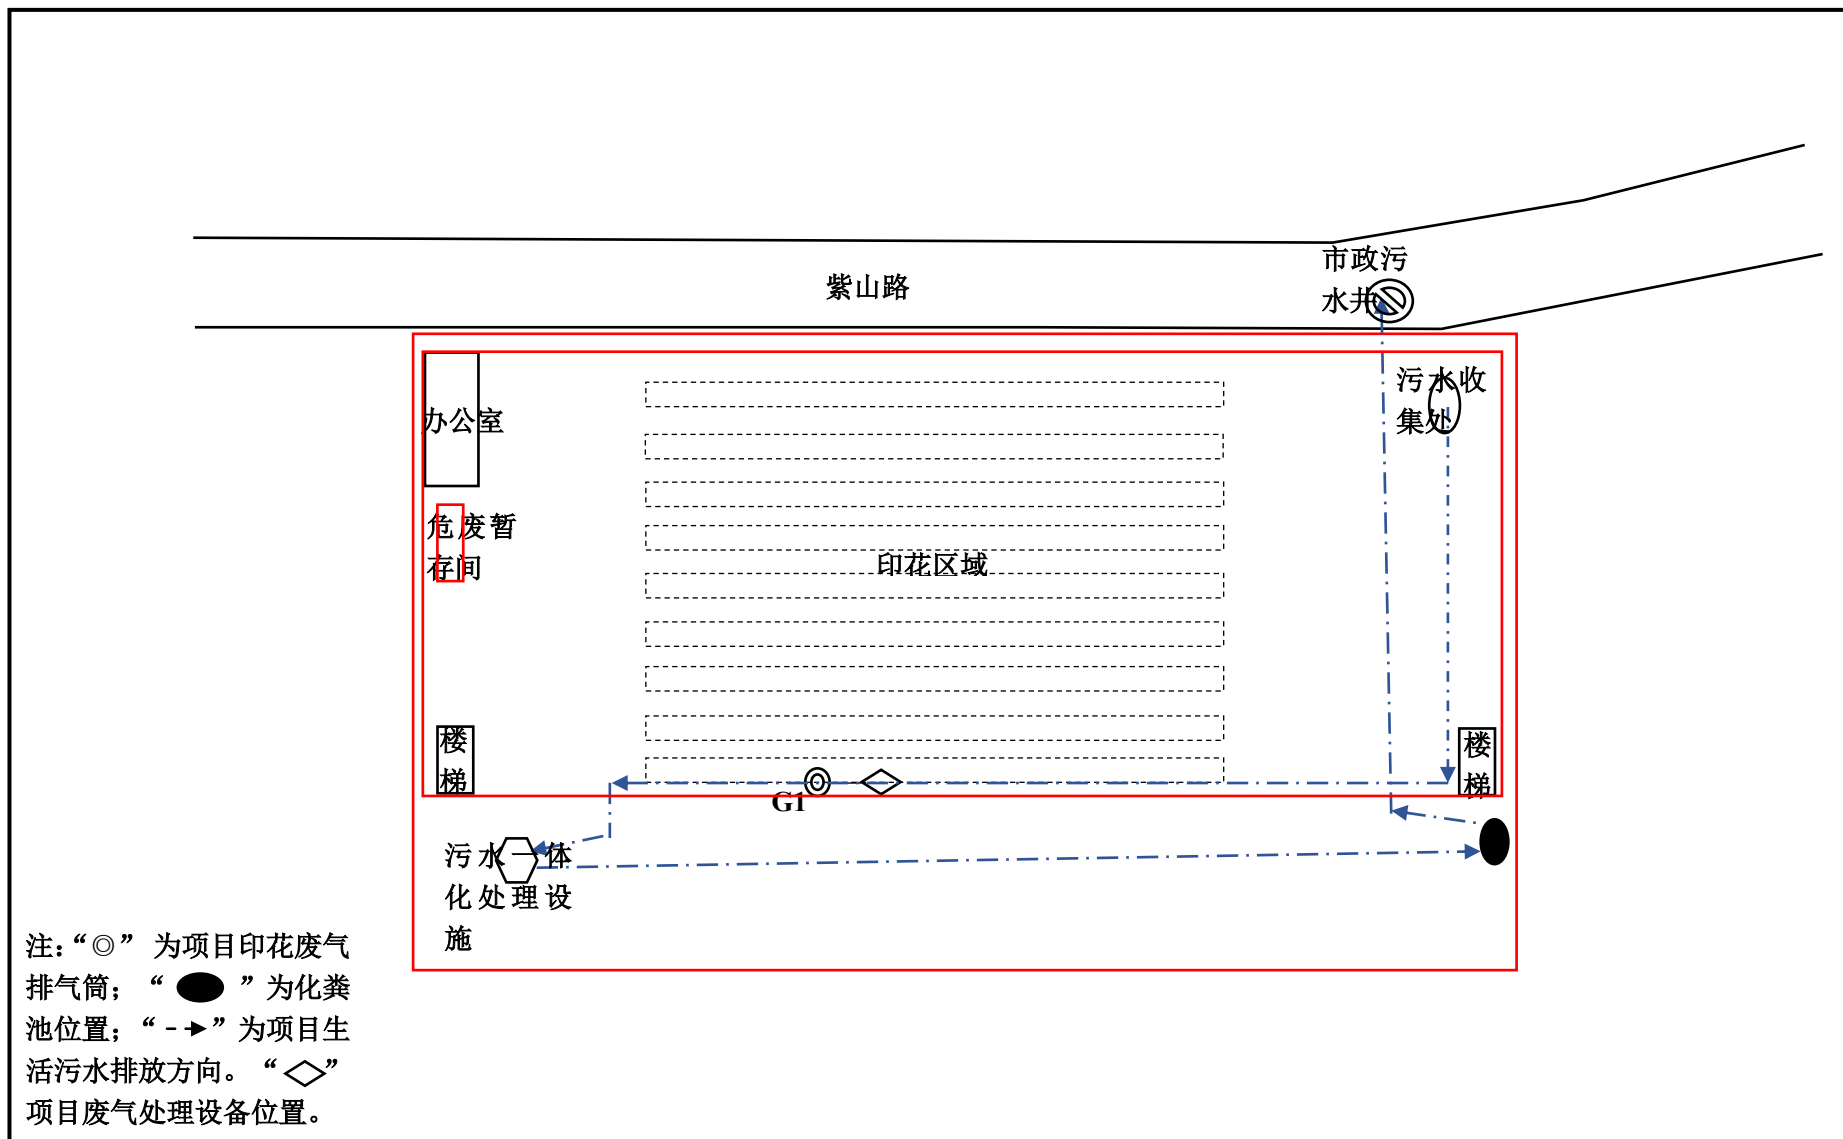 市政污
水井
紫山路
污水收
集处
办公室
危废暂
存间
印花区域
楼
梯
楼
梯
G1
污水一体
化处理设
施
注：“◎” 为项目印花废气
排气筒；“ ” 为化粪
池位置；“ ” 为项目生
活污水排放方向。“ ”
项目废气处理设备位置。